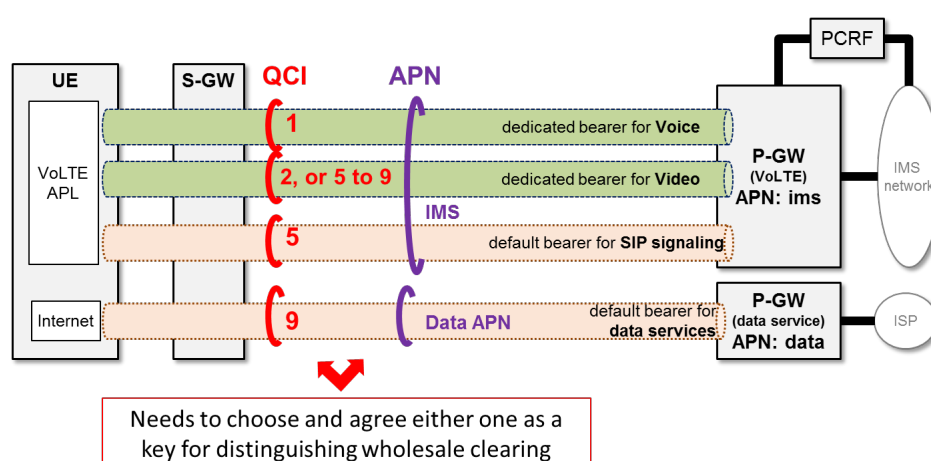 PCRF
UE
S-GW
QCI
APN
VoLTE
APL
1
dedicated bearer for Voice
2, or 5 to 9
dedicated bearer for Video
IMS
5
default bearer for SIP signaling
P-GW
(VoLTE)
APN: ims
IMS
network
Internet
9
Data APN
default bearer for
data services
P-GW
(data service)
APN: data
ISP
Needs to choose and agree either one as a
key for distinguishing wholesale clearing